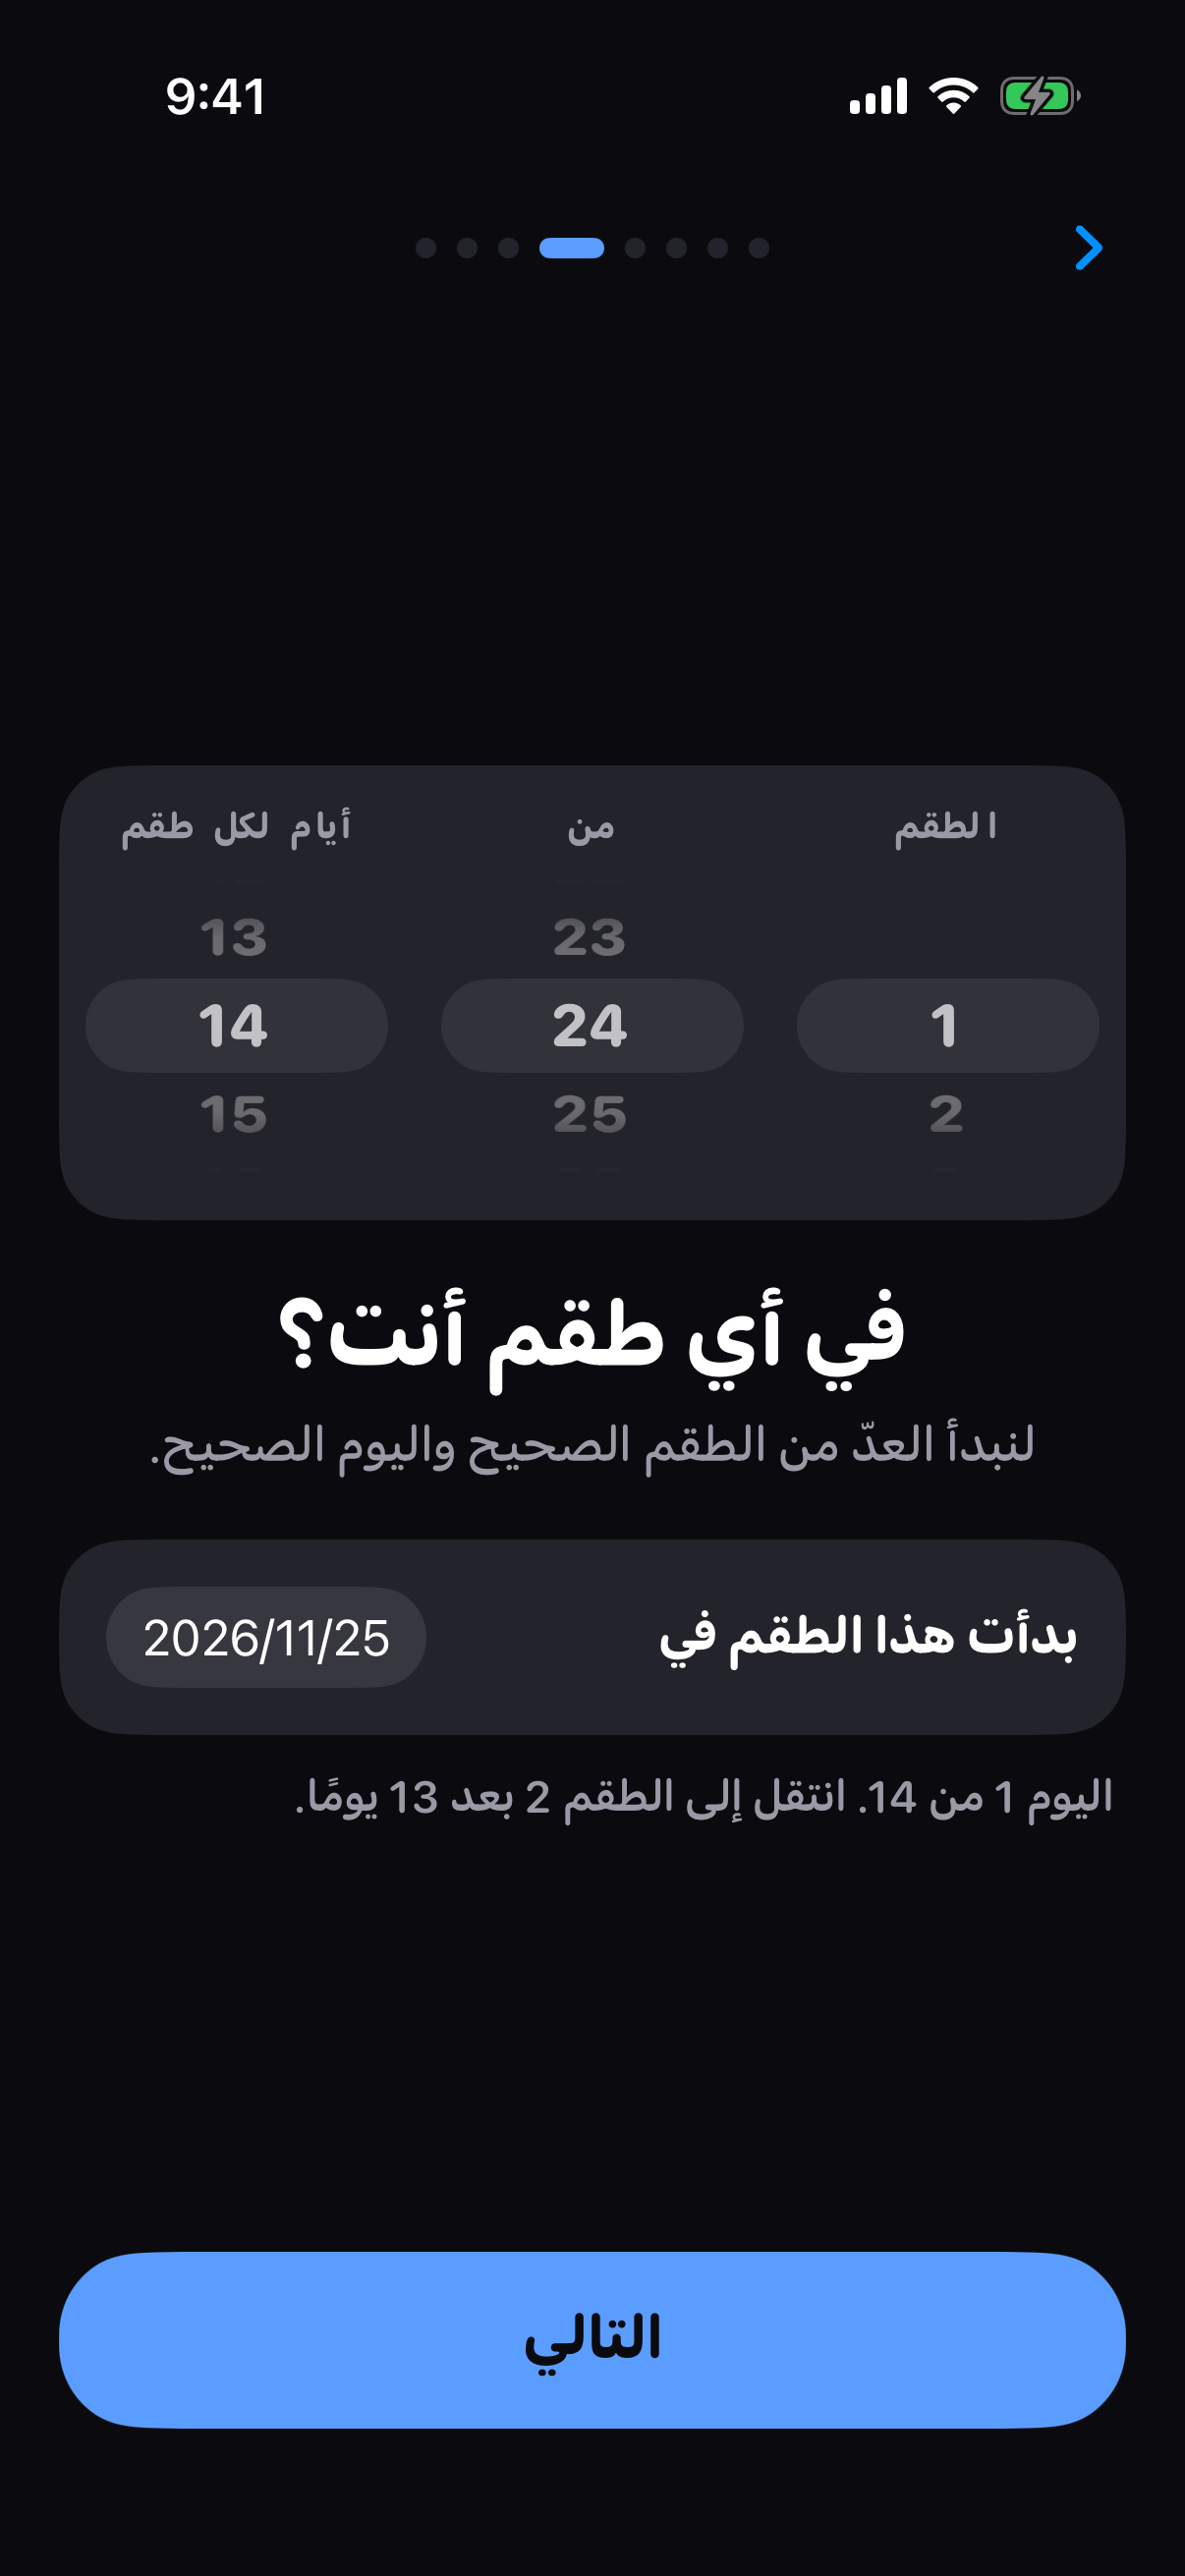 9:41
الطقم من أيام لكل طقم
23 13
1 24 14
2 25 15
في أي طقم أنت؟
لنبدأ العدّ من الطقم الصحيح واليوم الصحيح.
بدأت هذا الطقم في 2026/11/25
اليوم 1 من 14. انتقل إلى الطقم 2 بعد 13 يومًا.
التالي